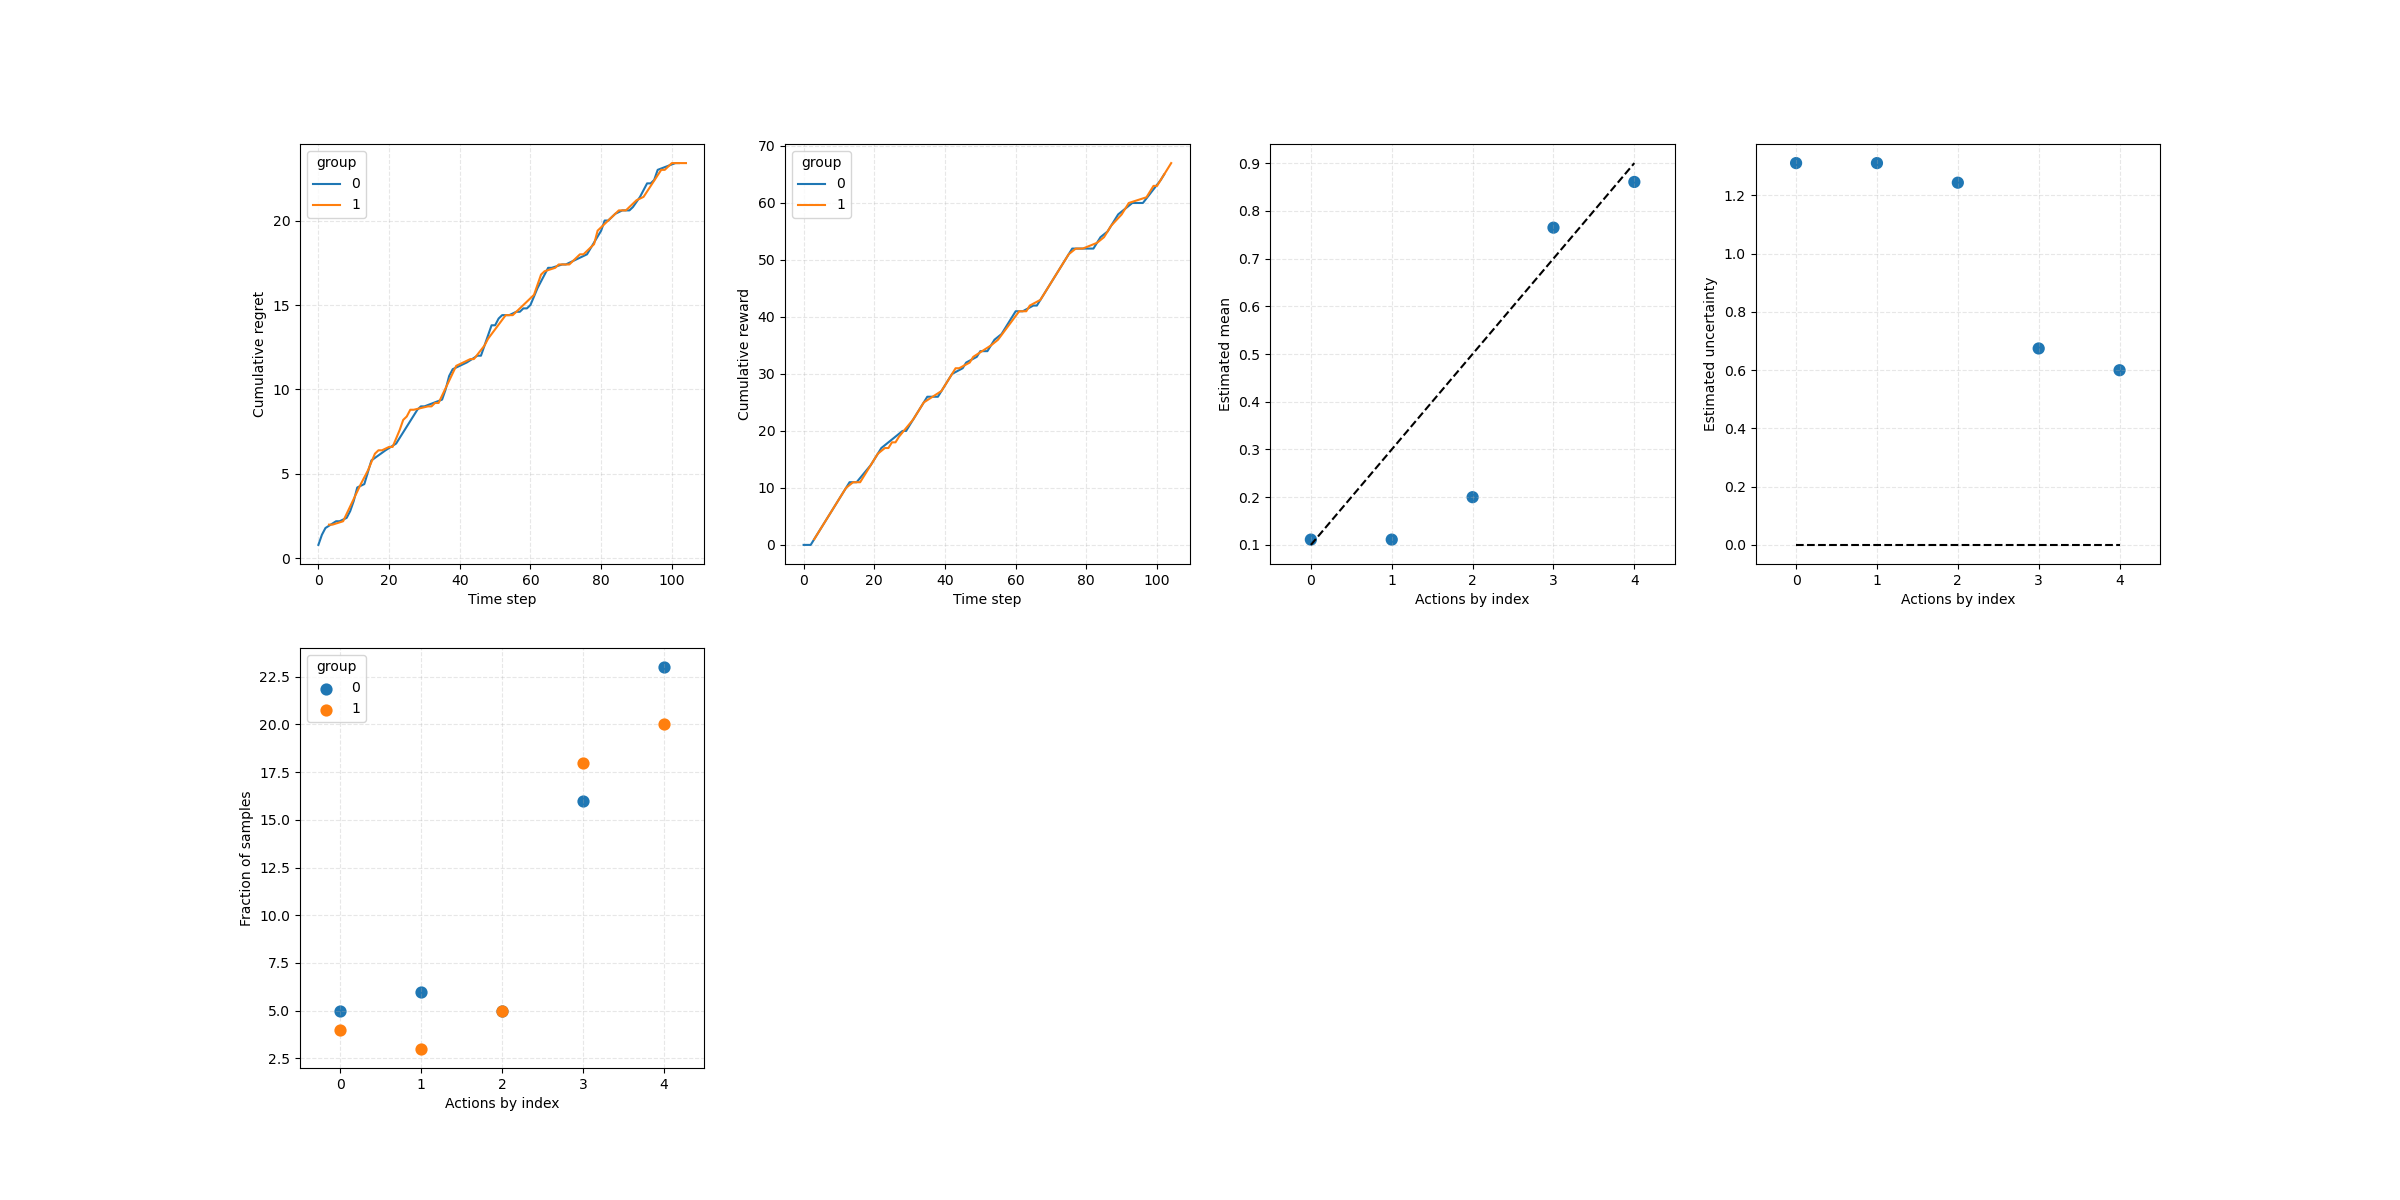 group
0
1
20
15
10
5
0
Cumulative regret
0 20 40 60 80 100
Time step
group
0
1
70
60
50
40
30
20
10
0
Cumulative reward
0 20 40 60 80 100
Time step
0.9
0.8
0.7
0.6
0.5
0.4
0.3
0.2
0.1
Estimated mean
0 1 2 3 4
Actions by index
1.2
1.0
0.8
0.6
0.4
0.2
0.0
Estimated uncertainty
0 1 2 3 4
Actions by index
group
0
1
22.5
20.0
17.5
15.0
12.5
10.0
7.5
5.0
2.5
Fraction of samples
0 1 2 3 4
Actions by index